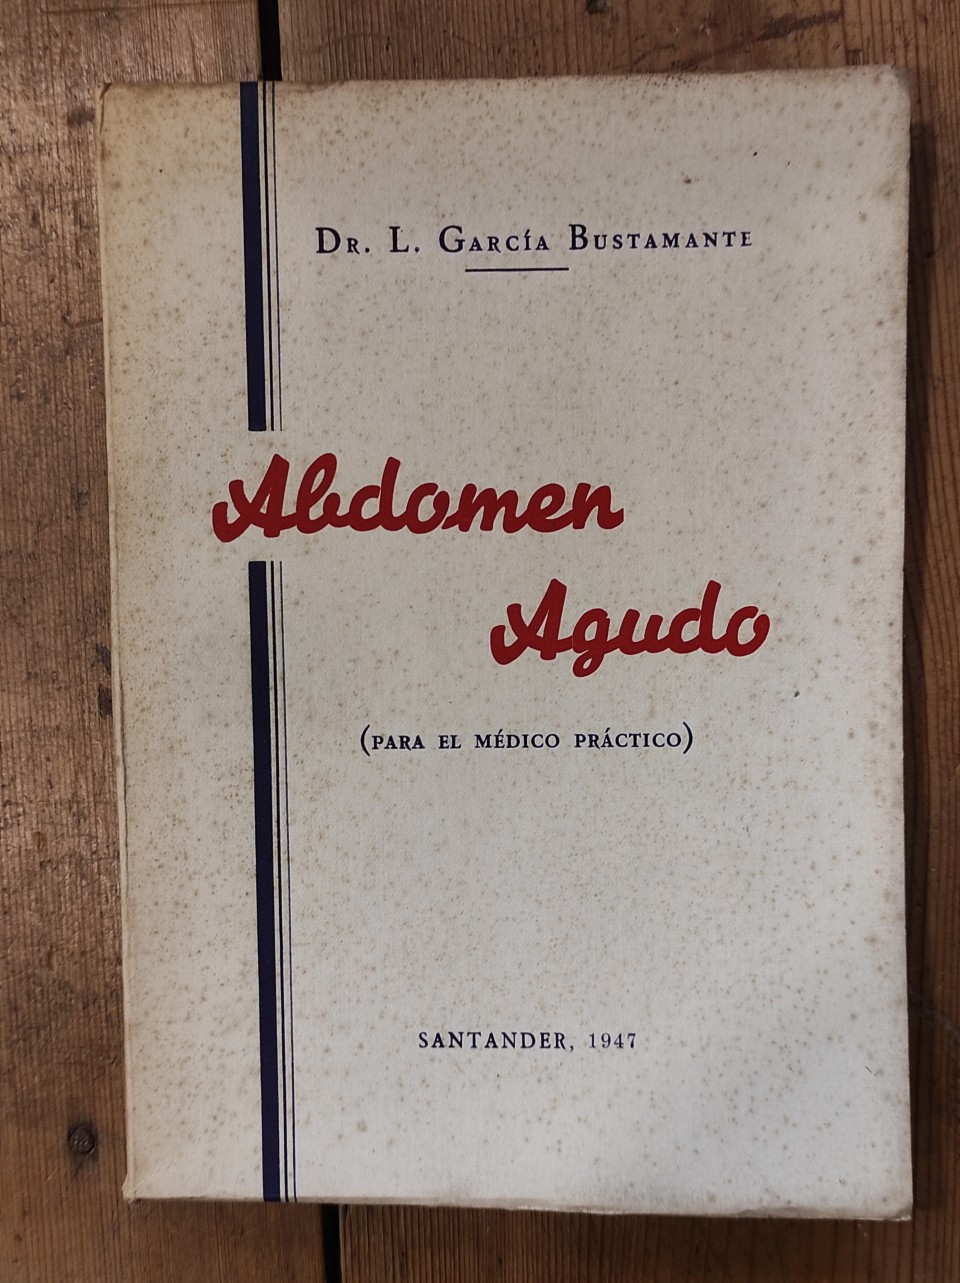 Dr. L. García Bustamante
Abdomen
Agudo
(PARA EL MÉDICO PRÁCTICO)
SANTANDER, 1947